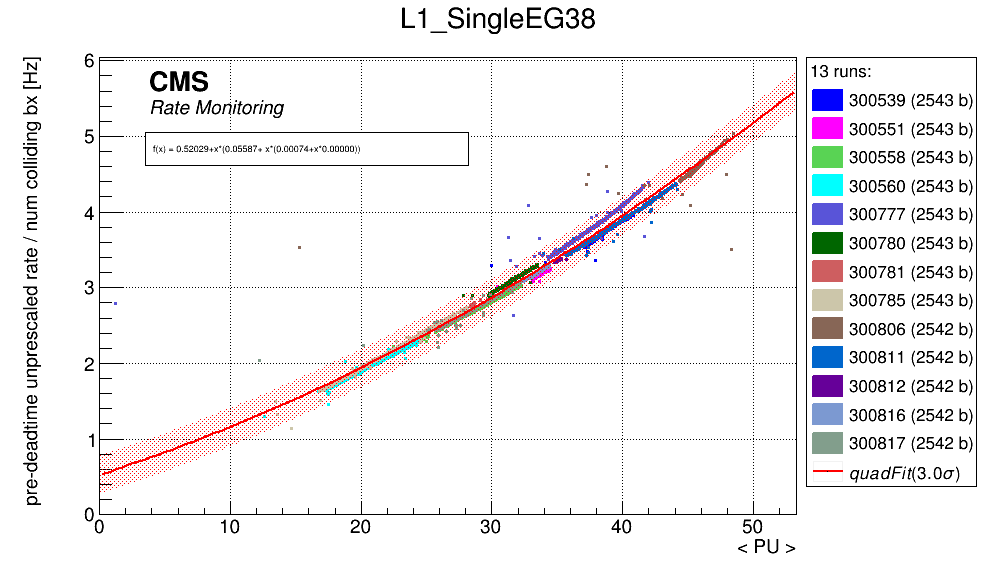 L1_SingleEG38
pre-deadtime unprescaled rate / num colliding bx [Hz]
CMS
Rate Monitoring
f(x) = 0.52029+x*(0.05587+ x*(0.00074+x*0.00000))
6
5
4
3
2
1
0
0 10 20 30 40 50
< PU >
13 runs:
300539 (2543 b)
300551 (2543 b)
300558 (2543 b)
300560 (2543 b)
300777 (2543 b)
300780 (2543 b)
300781 (2543 b)
300785 (2543 b)
300806 (2542 b)
300811 (2542 b)
300812 (2542 b)
300816 (2542 b)
300817 (2542 b)
quadFit(3.0σ)